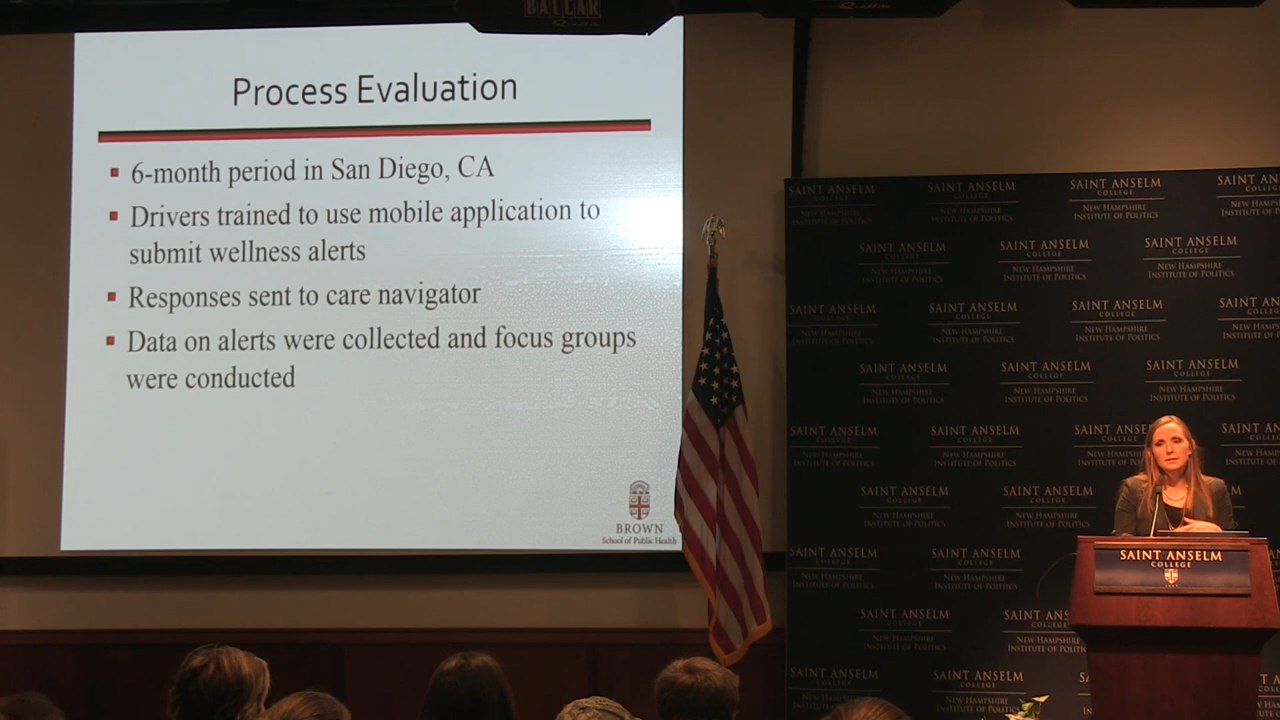 BALCAR
Process Evaluation
6-month period in San Diego, CA
Drivers trained to use mobile application to
submit wellness alerts
Responses sent to care navigator
Data on alerts were collected and focus groups
were conducted
BROWN
School of Public Health
SAINT ANSELM
COLLEGE
NEW HAMPSHIRE
INSTITUTE OF POLITICS
SAINT ANSELM
COLLEGE